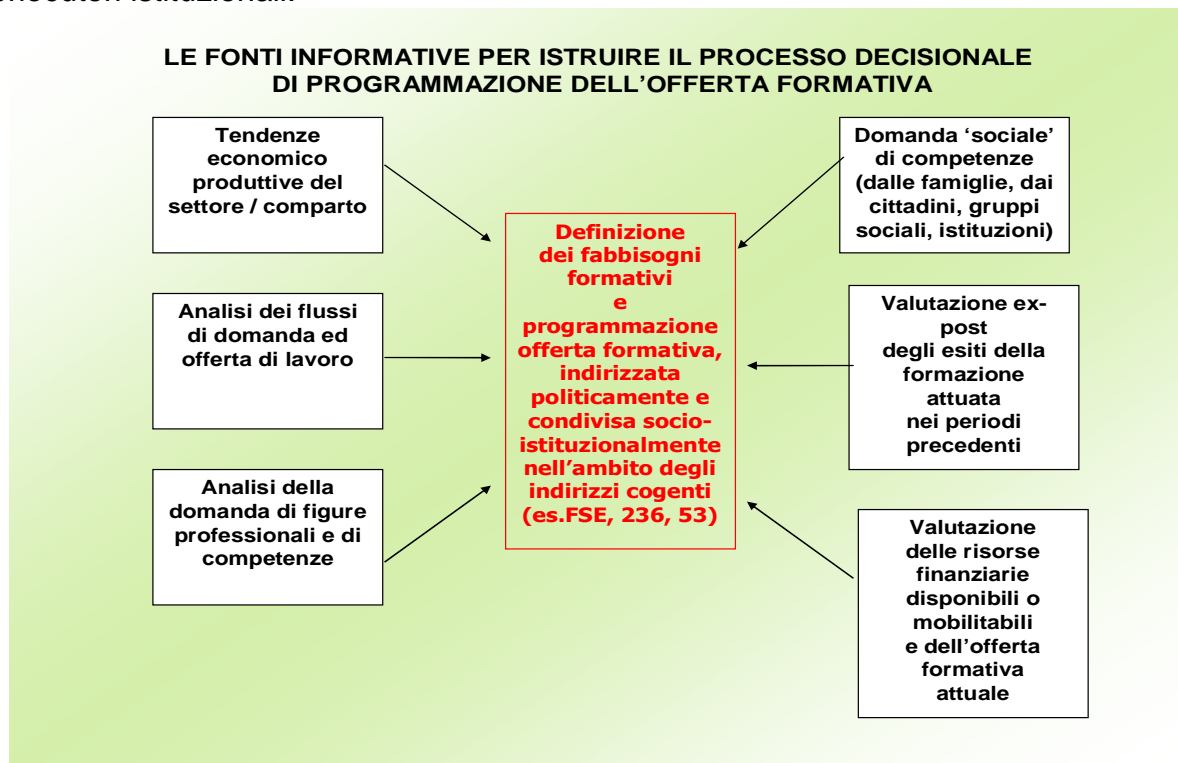 LE FONTI INFORMATIVE PER ISTRUIRE IL PROCESSO DECISIONALE
DI PROGRAMMAZIONE DELL’OFFERTA FORMATIVA
Tendenze
economico
produttive del
settore / comparto
Analisi dei flussi
di domanda ed
offerta di lavoro
Analisi della
domanda di figure
professionali e di
competenze
Definizione
dei fabbisogni
formativi
e
programmazione
offerta formativa,
indirizzata
politicamente e
condivisa socio-
istituzionalmente
nell’ambito degli
indirizzi cogenti
(es.FSE, 236, 53)
Domanda ‘sociale’
di competenze
(dalle famiglie, dai
cittadini, gruppi
sociali, istituzioni)
Valutazione ex-
post
degli esiti della
formazione
attuata
nei periodi
precedenti
Valutazione
delle risorse
finanziarie
disponibili o
mobilitabili
e dell’offerta
formativa
attuale